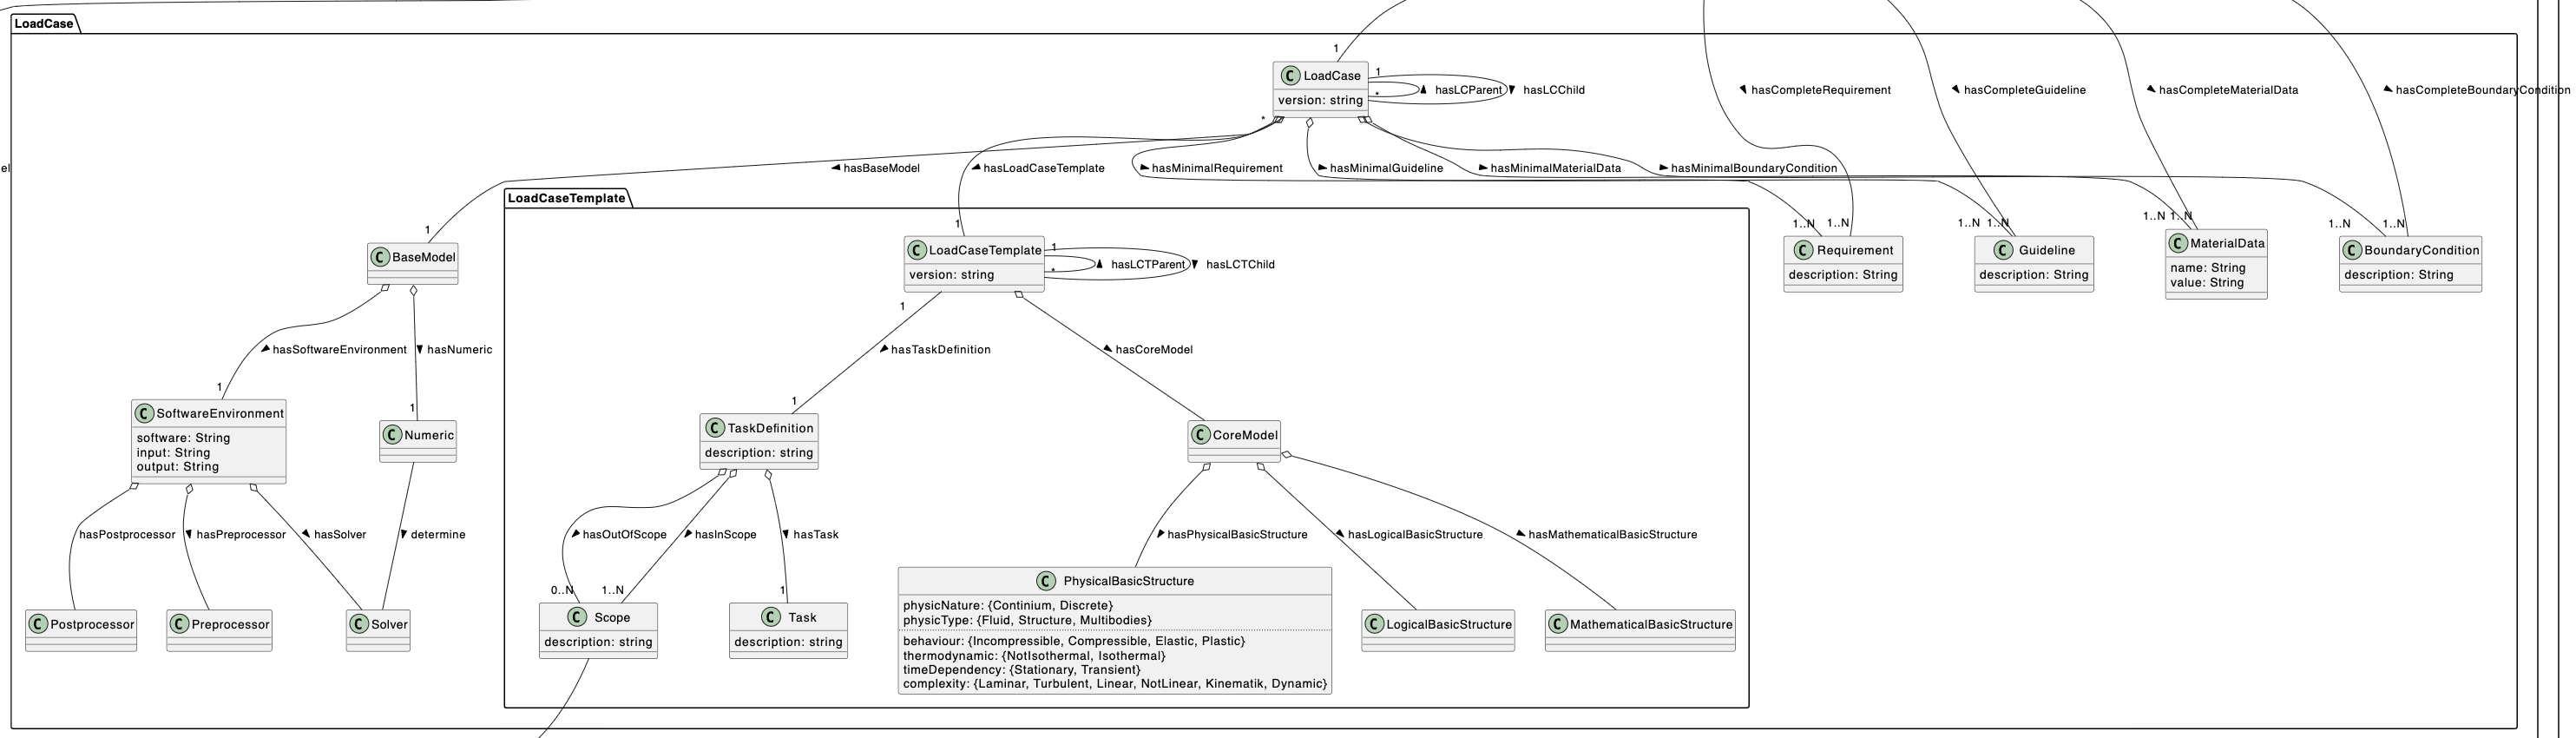 LoadCase
1
C LoadCase
version: string
1
*
hasLCParent
hasLCChild
hasCompleteRequirement
hasCompleteGuideline
hasCompleteMaterialData
hasCompleteBoundaryCondition
*
el
hasBaseModel
hasLoadCaseTemplate
hasMinimalRequirement
hasMinimalGuideline
hasMinimalMaterialData
hasMinimalBoundaryCondition
LoadCaseTemplate
1
1
1..N
1..N
1..N
1..N
1..N
1..N
1..N
1..N
C BaseModel
C LoadCaseTemplate
version: string
1
*
hasLCTParent
hasLCTChild
C Requirement
description: String
C Guideline
description: String
C MaterialData
name: String
value: String
C BoundaryCondition
description: String
1
hasSoftwareEnvironment
hasNumeric
hasTaskDefinition
hasCoreModel
1
1
1
C SoftwareEnvironment
software: String
input: String
output: String
C Numeric
C TaskDefinition
description: string
C CoreModel
hasPostprocessor
hasPreprocessor
hasSolver
determine
hasOutOfScope
hasInScope
hasTask
hasPhysicalBasicStructure
hasLogicalBasicStructure
hasMathematicalBasicStructure
0..N
1..N
1
C Postprocessor
C Preprocessor
C Solver
C Scope
description: string
C Task
description: string
C PhysicalBasicStructure
physicNature: {Continium, Discrete}
physicType: {Fluid, Structure, Multibodies}
behaviour: {Incompressible, Compressible, Elastic, Plastic}
thermodynamic: {NotIsothermal, Isothermal}
timeDependency: {Stationary, Transient}
complexity: {Laminar, Turbulent, Linear, NotLinear, Kinematik, Dynamic}
C LogicalBasicStructure
C MathematicalBasicStructure